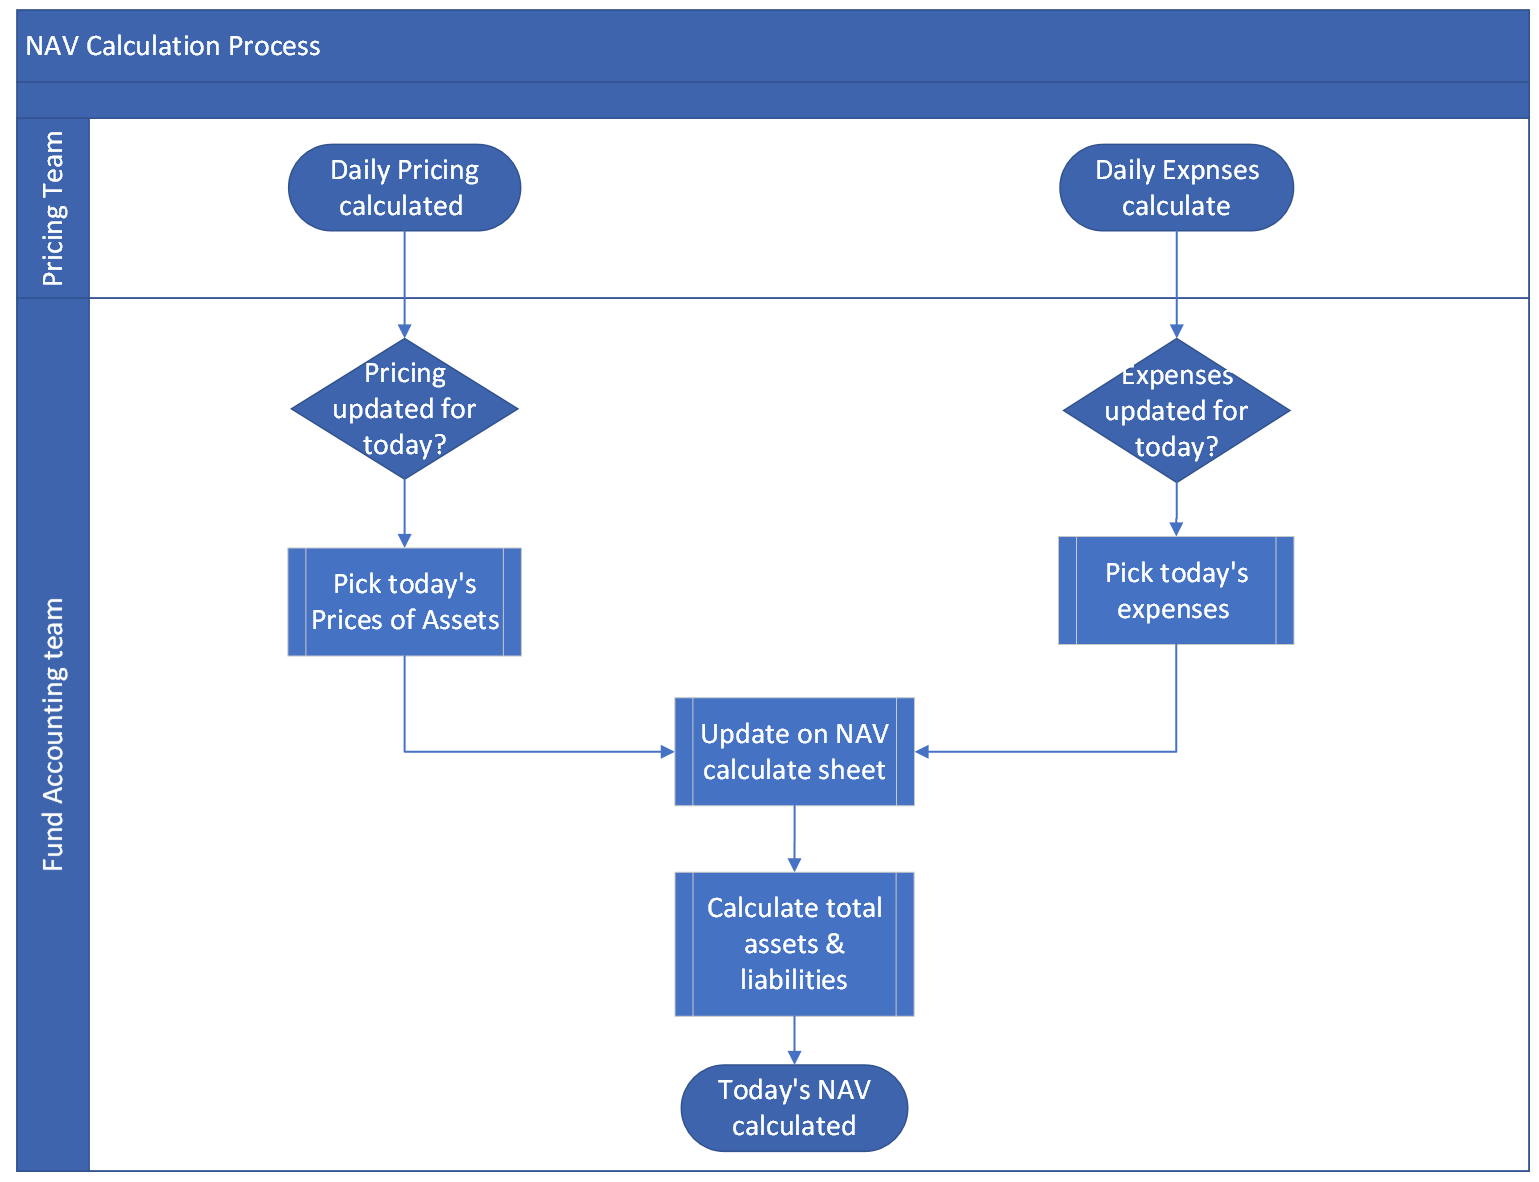 NAV Calculation Process
Pricing Team
Daily Pricing
calculated
Daily Expnses
calculate
Fund Accounting team
Pricing
updated for
today?
Expenses
updated for
today?
Pick today's
Prices of Assets
Pick today's
expenses
Update on NAV
calculate sheet
Calculate total
assets &
liabilities
Today's NAV
calculated